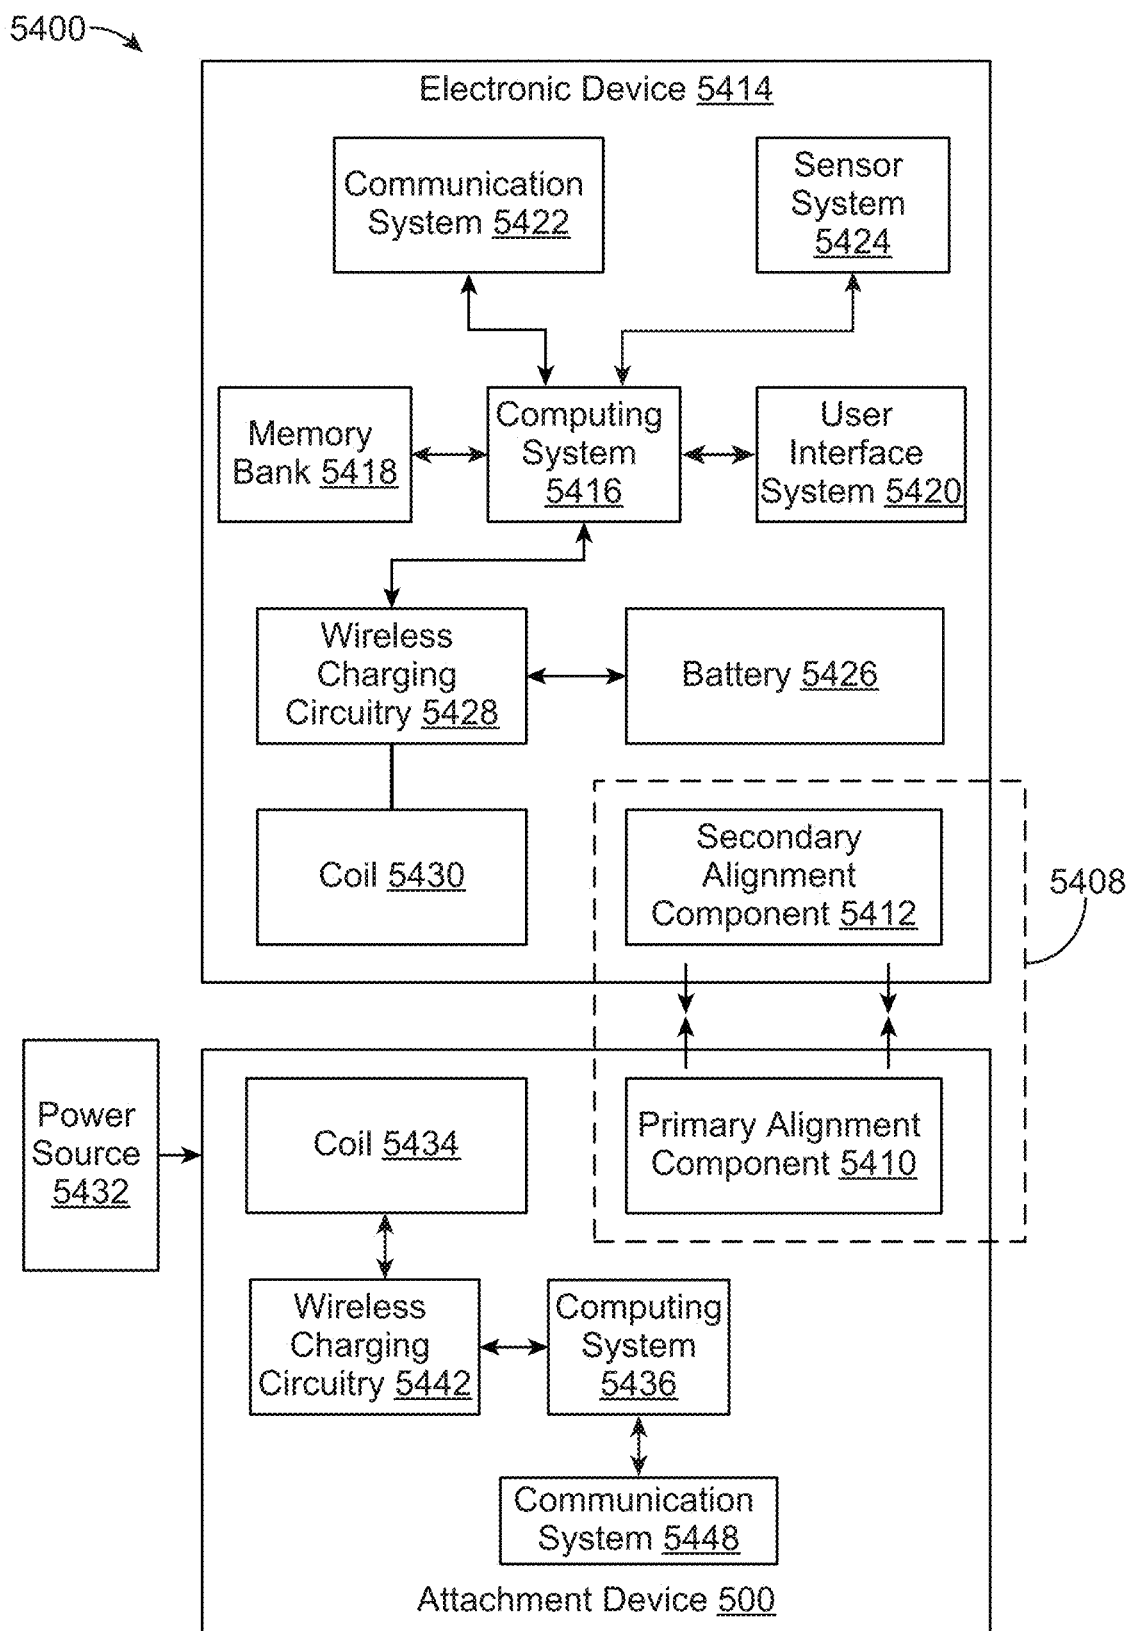 5400
Electronic Device 5414
Communication
System 5422
Sensor
System
5424
Memory
Bank 5418
Computing
System
5416
User
Interface
System 5420
Wireless
Charging
Circuitry 5428
Battery 5426
Coil 5430
Secondary
Alignment
Component 5412
5408
Power
Source
5432
Coil 5434
Primary Alignment
Component 5410
Wireless
Charging
Circuitry 5442
Computing
System
5436
Communication
System 5448
Attachment Device 500